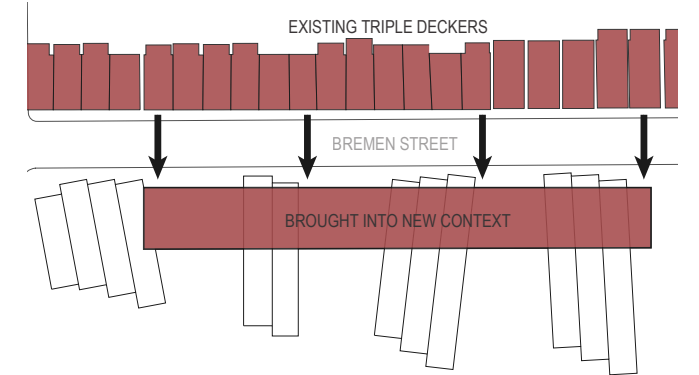 EXISTING TRIPLE DECKERS
BREMEN STREET
BROUGHT INTO NEW CONTEXT